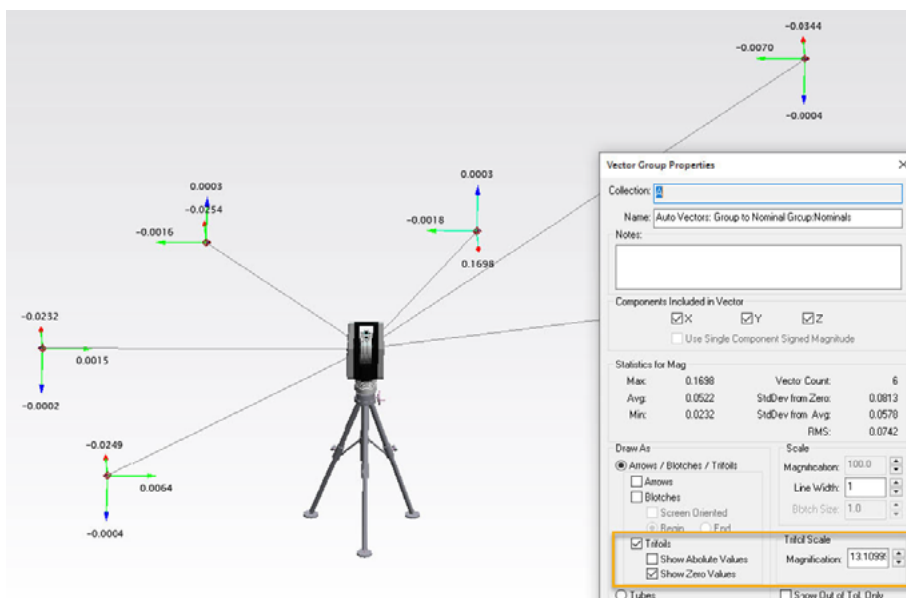 -0.0344
-0.0070
-0.0004
0.0003
-0.0254
-0.0016
0.0003
-0.0018
0.1698
-0.0232
0.0015
-0.0002
-0.0249
0.0064
-0.0004
Vector Group Properties
Collection: A
Name: Auto Vectors: Group to Nominal Group:Nominals
Notes:
Components Included in Vector
X Y Z
Use Single Component Signed Magnitude
Statistics for Mag
Max: 0.1698 Vector Count: 6
Avg: 0.0522 StdDev from Zero: 0.0813
Min: 0.0232 StdDev from Avg: 0.0578
RMS: 0.0742
Draw As Scale
Arrows / Blotches / Trifoils Magnification: 100.0
Arrows Line Width: 1
Blotches Blotch Size: 1.0
Screen Oriented
Begin End
Trifoils Trifoil Scale
Show Abolute Values Magnification: 13.1099
Show Zero Values
Tubes Show Out of Tol. Only